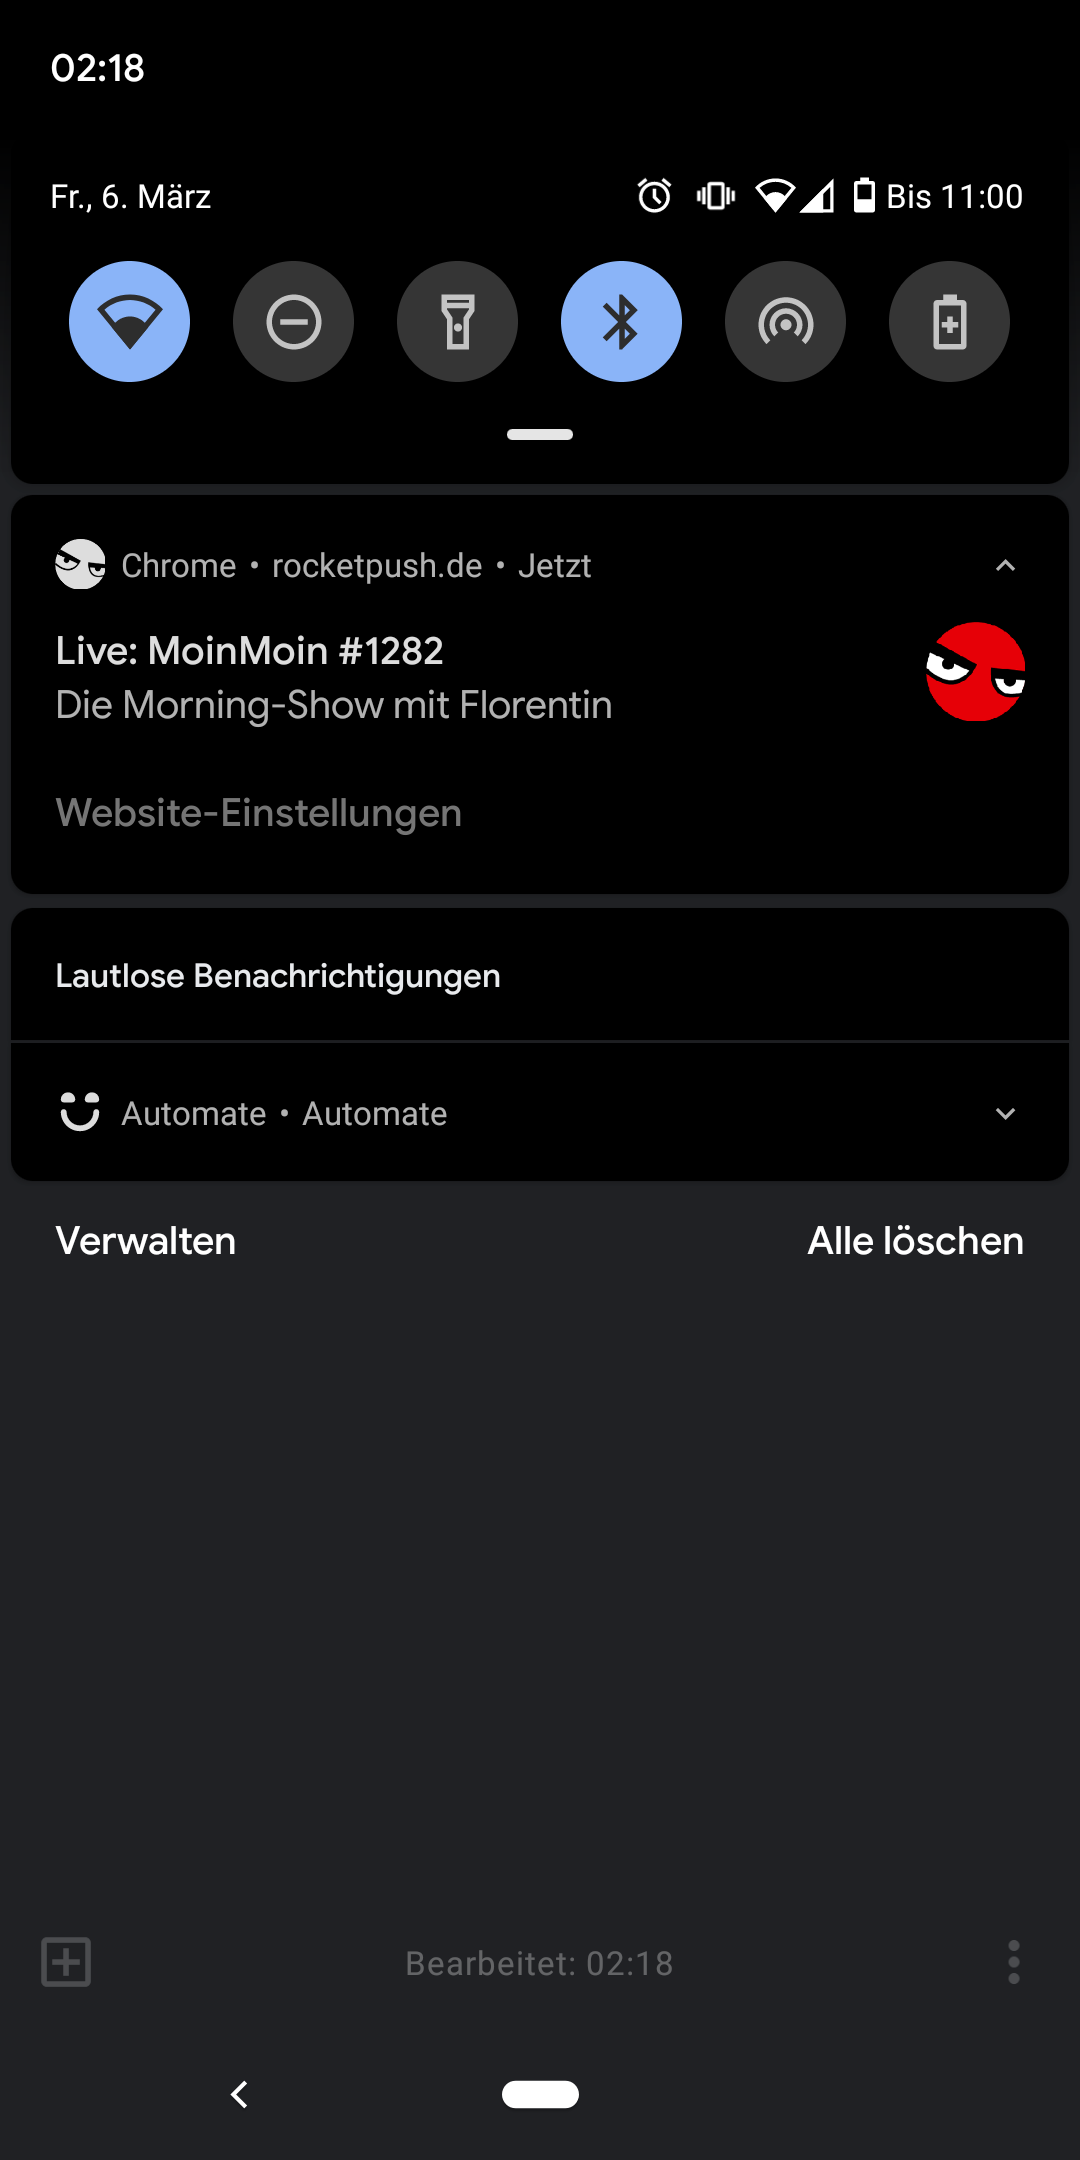 02:18
Fr., 6. März
Bis 11:00
Chrome • rocketpush.de • Jetzt
Live: MoinMoin #1282
Die Morning-Show mit Florentin
Website-Einstellungen
Lautlose Benachrichtigungen
Automate • Automate
Verwalten
Alle löschen
Bearbeitet: 02:18